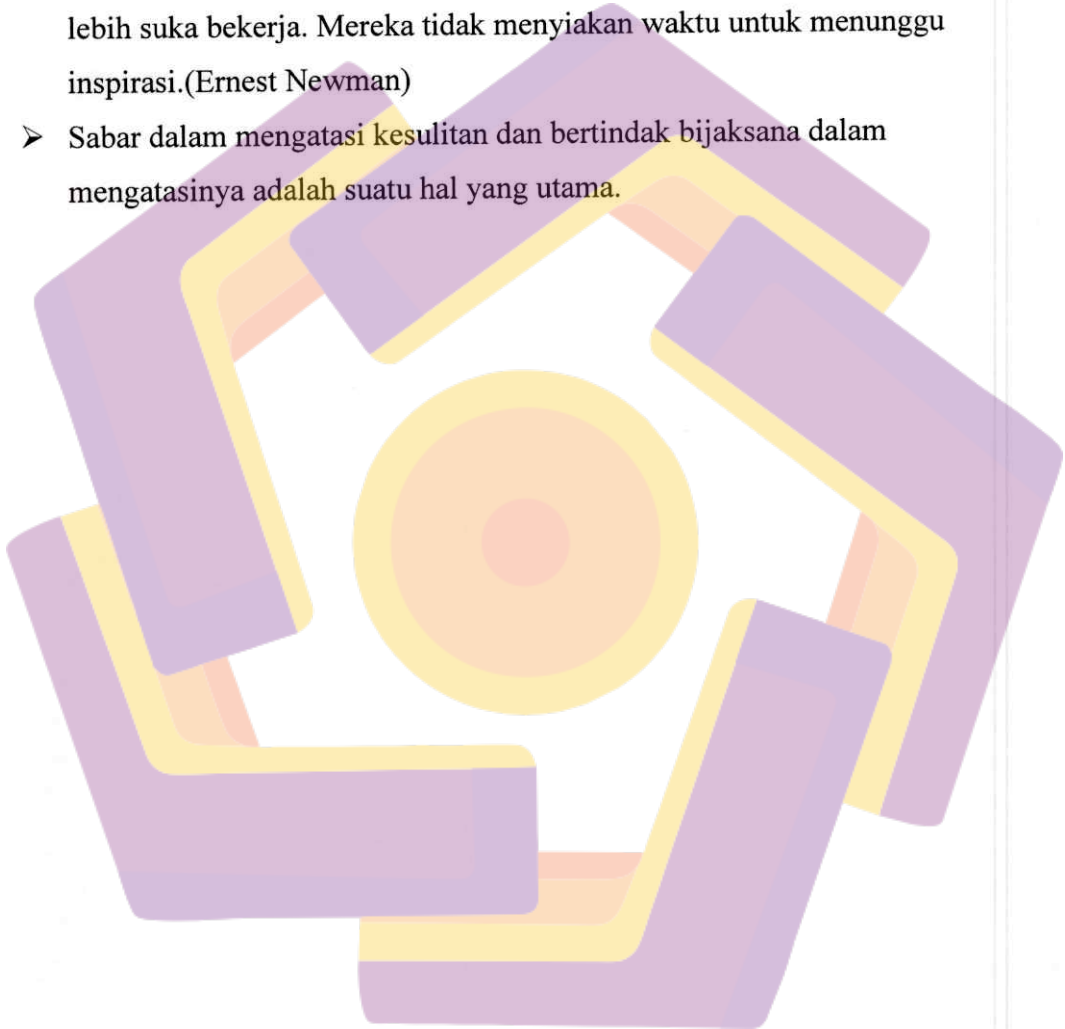 lebih suka bekerja. Mereka tidak menyiakan waktu untuk menunggu
inspirasi.(Ernest Newman)
➢ Sabar dalam mengatasi kesulitan dan bertindak bijaksana dalam
mengatasinya adalah suatu hal yang utama.